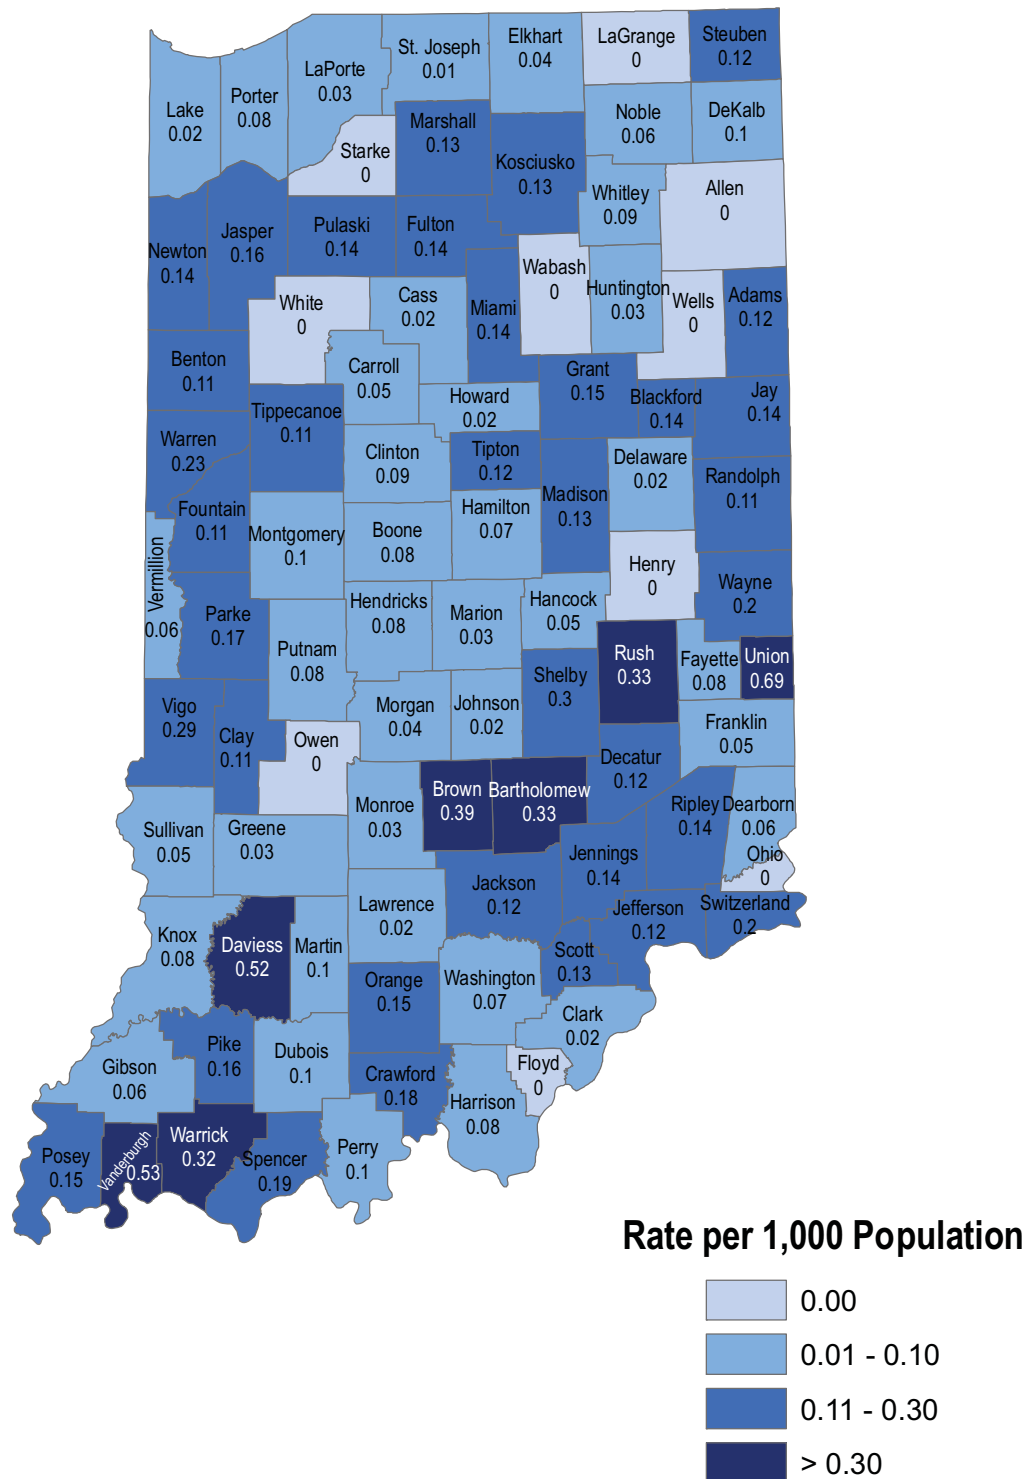 St. Joseph
0.01
Elkhart
0.04
LaGrange
0
Steuben
0.12
LaPorte
0.03
Porter
0.08
Lake
0.02
Noble
0.06
DeKalb
0.1
Marshall
0.13
Starke
0
Kosciusko
0.13
Whitley
0.09
Allen
0
Newton
0.14
Jasper
0.16
Pulaski
0.14
Fulton
0.14
Wabash
0
Huntington
0.03
Wells
0
Adams
0.12
White
0
Cass
0.02
Miami
0.14
Benton
0.11
Carroll
0.05
Grant
0.15
Blackford
0.14
Jay
0.14
Howard
0.02
Tippecanoe
0.11
Warren
0.23
Clinton
0.09
Tipton
0.12
Delaware
0.02
Randolph
0.11
Madison
0.13
Fountain
0.11
Montgomery
0.1
Boone
0.08
Hamilton
0.07
Vermillion
0.06
Henry
0
Wayne
0.2
Parke
0.17
Hendricks
0.08
Marion
0.03
Hancock
0.05
Putnam
0.08
Rush
0.33
Fayette
0.08
Union
0.69
Shelby
0.3
Vigo
0.29
Clay
0.11
Owen
0
Morgan
0.04
Johnson
0.02
Franklin
0.05
Decatur
0.12
Brown
0.39
Bartholomew
0.33
Monroe
0.03
Ripley
0.14
Dearborn
0.06
Sullivan
0.05
Greene
0.03
Jennings
0.14
Ohio
0
Jackson
0.12
Lawrence
0.02
Jefferson
0.12
Switzerland
0.2
Knox
0.08
Daviess
0.52
Martin
0.1
Scott
0.13
Orange
0.15
Washington
0.07
Clark
0.02
Pike
0.16
Dubois
0.1
Gibson
0.06
Floyd
0
Crawford
0.18
Harrison
0.08
Warrick
0.32
Perry
0.1
Posey
0.15
Vanderburgh
0.53
Spencer
0.19
Rate per 1,000 Population
0.00
0.01 - 0.10
0.11 - 0.30
> 0.30